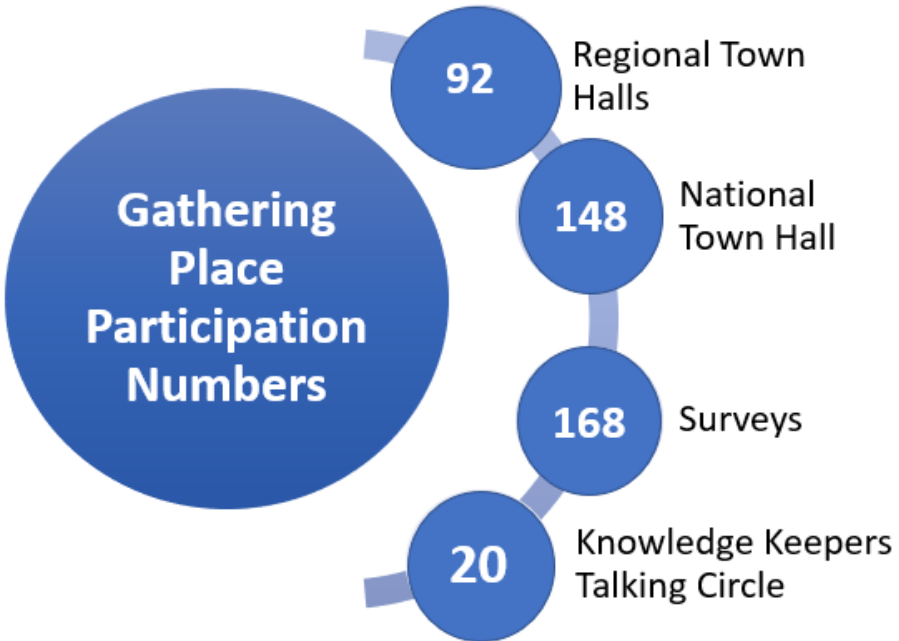 Gathering
Place
Participation
Numbers
92
Regional Town
Halls
148
National
Town Hall
168
Surveys
20
Knowledge Keepers
Talking Circle